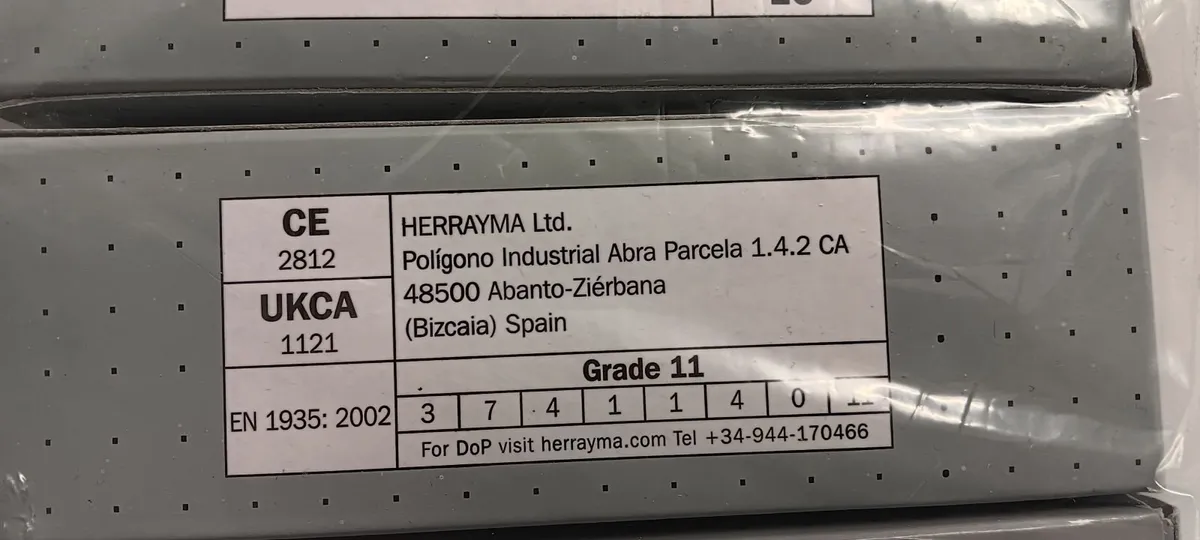 CE
2812
UKCA
1121
EN 1935: 2002
HERRAYMA Ltd.
Polígono Industrial Abra Parcela 1.4.2 CA
48500 Abanto-Ziérbana
(Bizcaia) Spain
Grade 11
3 7 4 1 1 4 0 11
For DoP visit herrayma.com Tel +34-944-170466